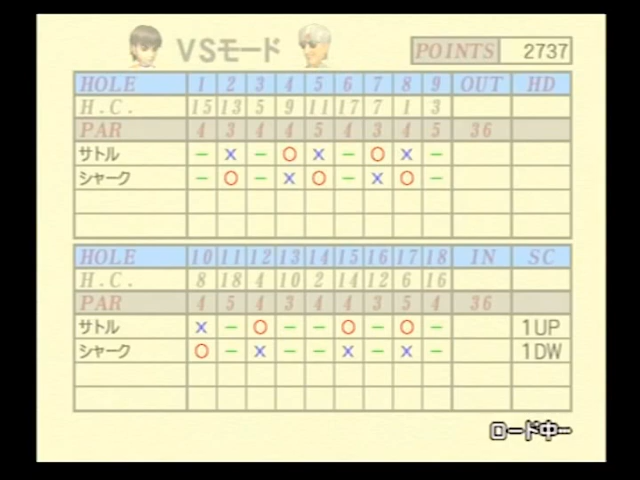 VSモード
POINTS 2737
HOLE 1 2 3 4 5 6 7 8 9 OUT HD
H.C. 15 13 5 9 11 17 7 1 3
PAR 4 3 4 4 5 4 3 4 5 36
サトル - x - O x - O x -
シャーク - O - x O - x O -
HOLE 10 11 12 13 14 15 16 17 18 IN SC
H.C. 8 18 4 10 2 14 12 6 16
PAR 4 5 4 3 4 4 3 5 4 36
サトル x - O - - O - O - 1UP
シャーク O - x - - x - x - 1DW
ロード中…